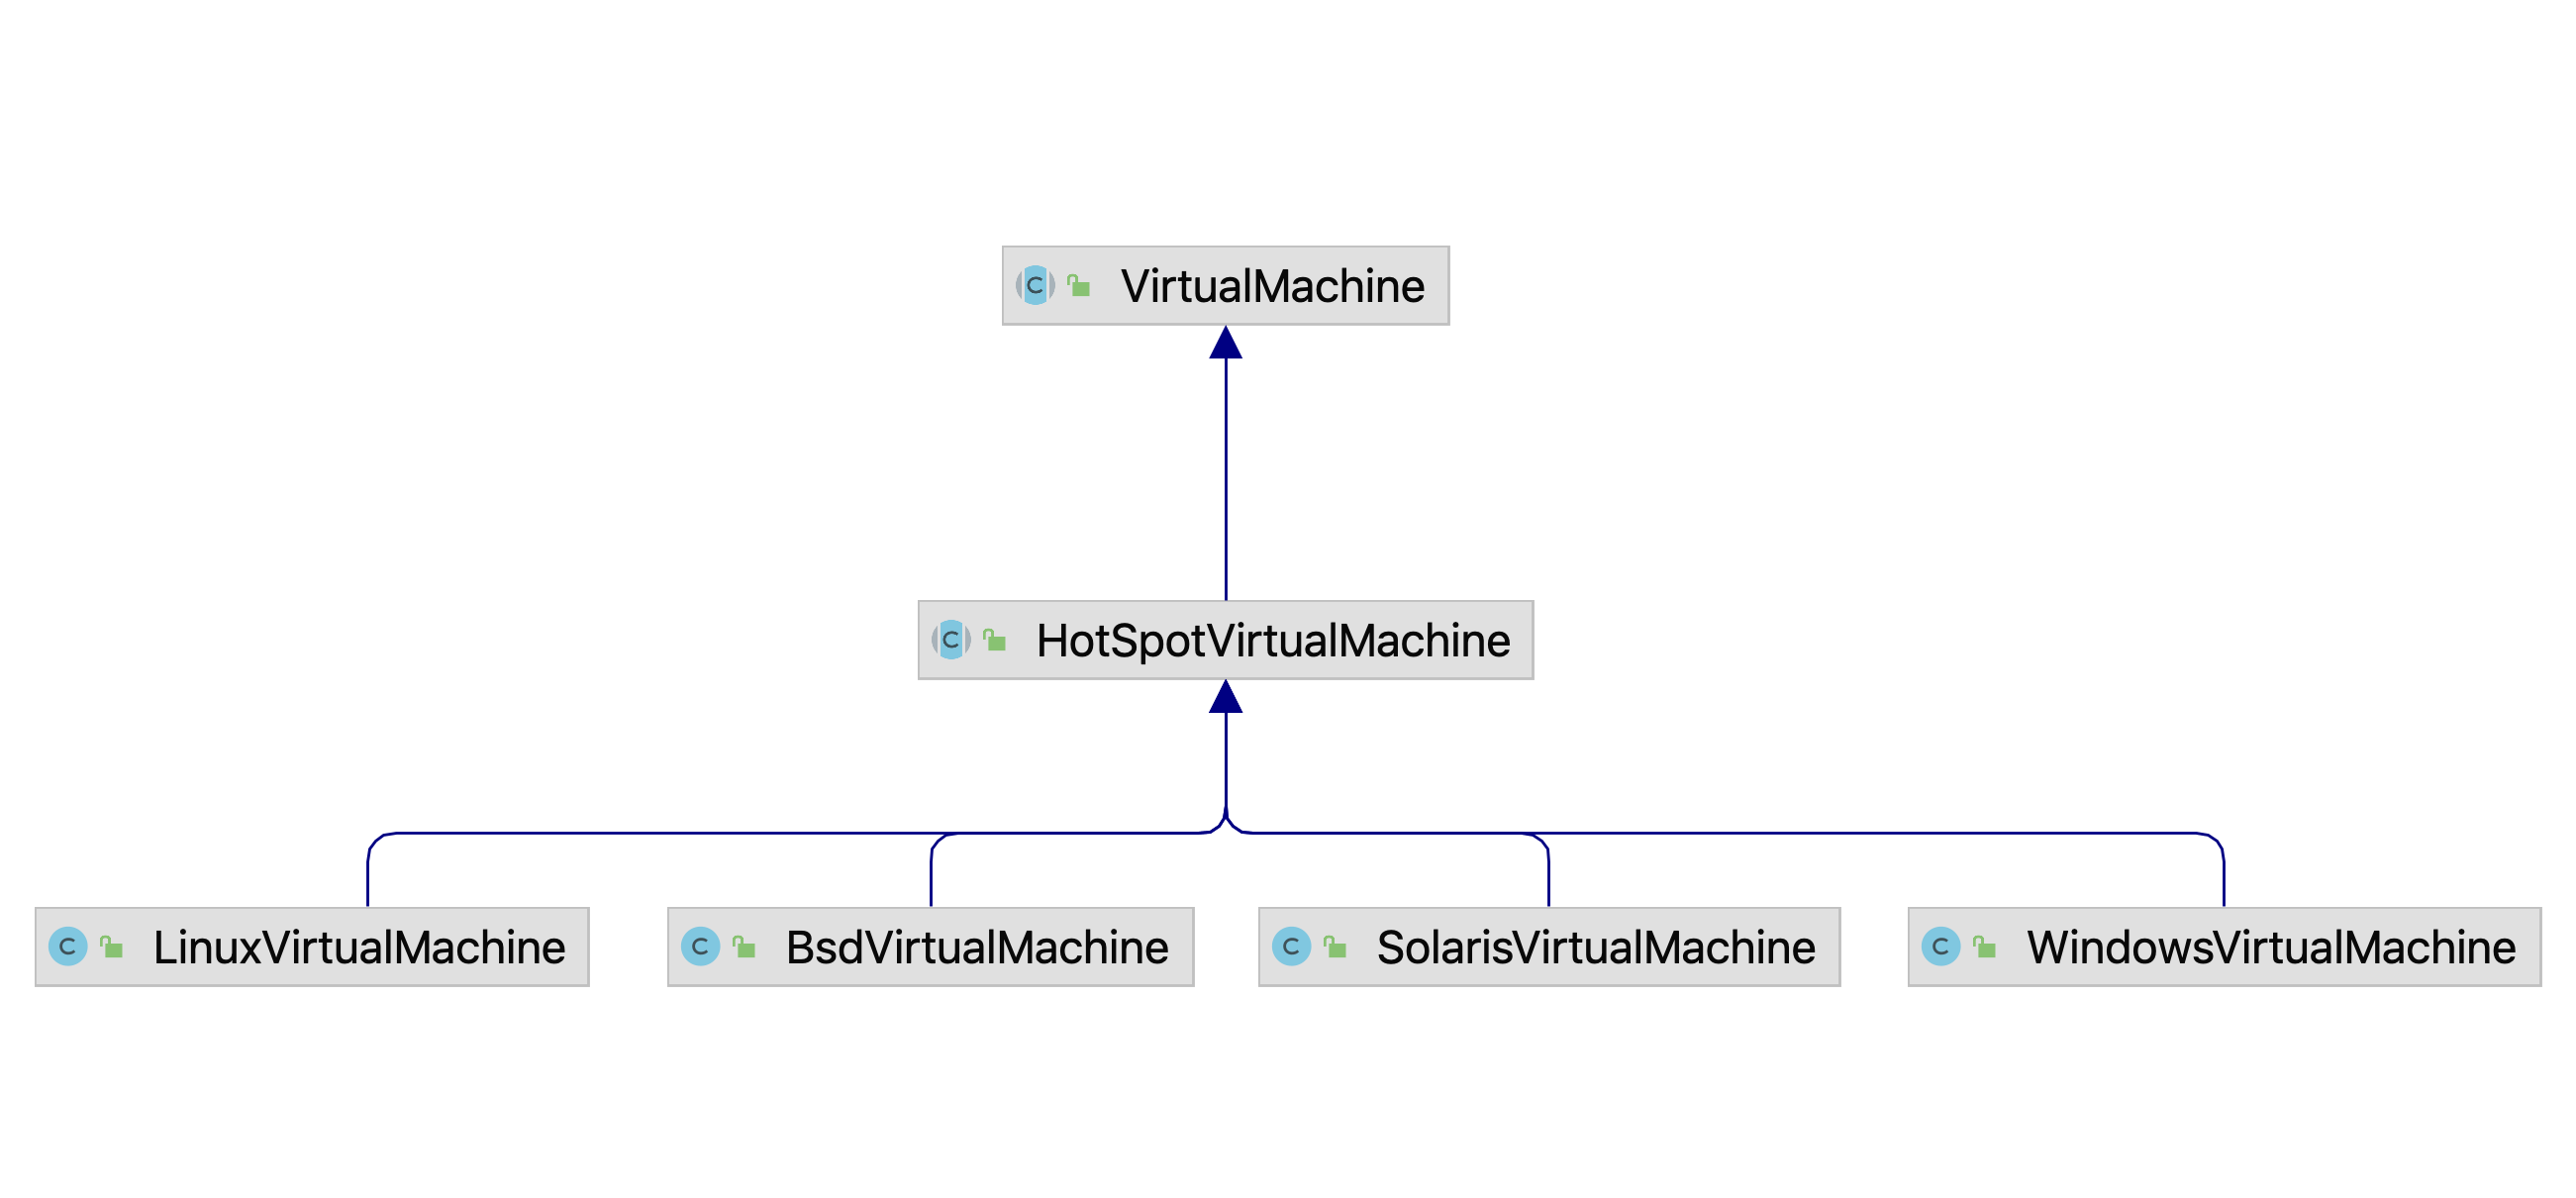 C VirtualMachine
C HotSpotVirtualMachine
C LinuxVirtualMachine
C BsdVirtualMachine
C SolarisVirtualMachine
C WindowsVirtualMachine